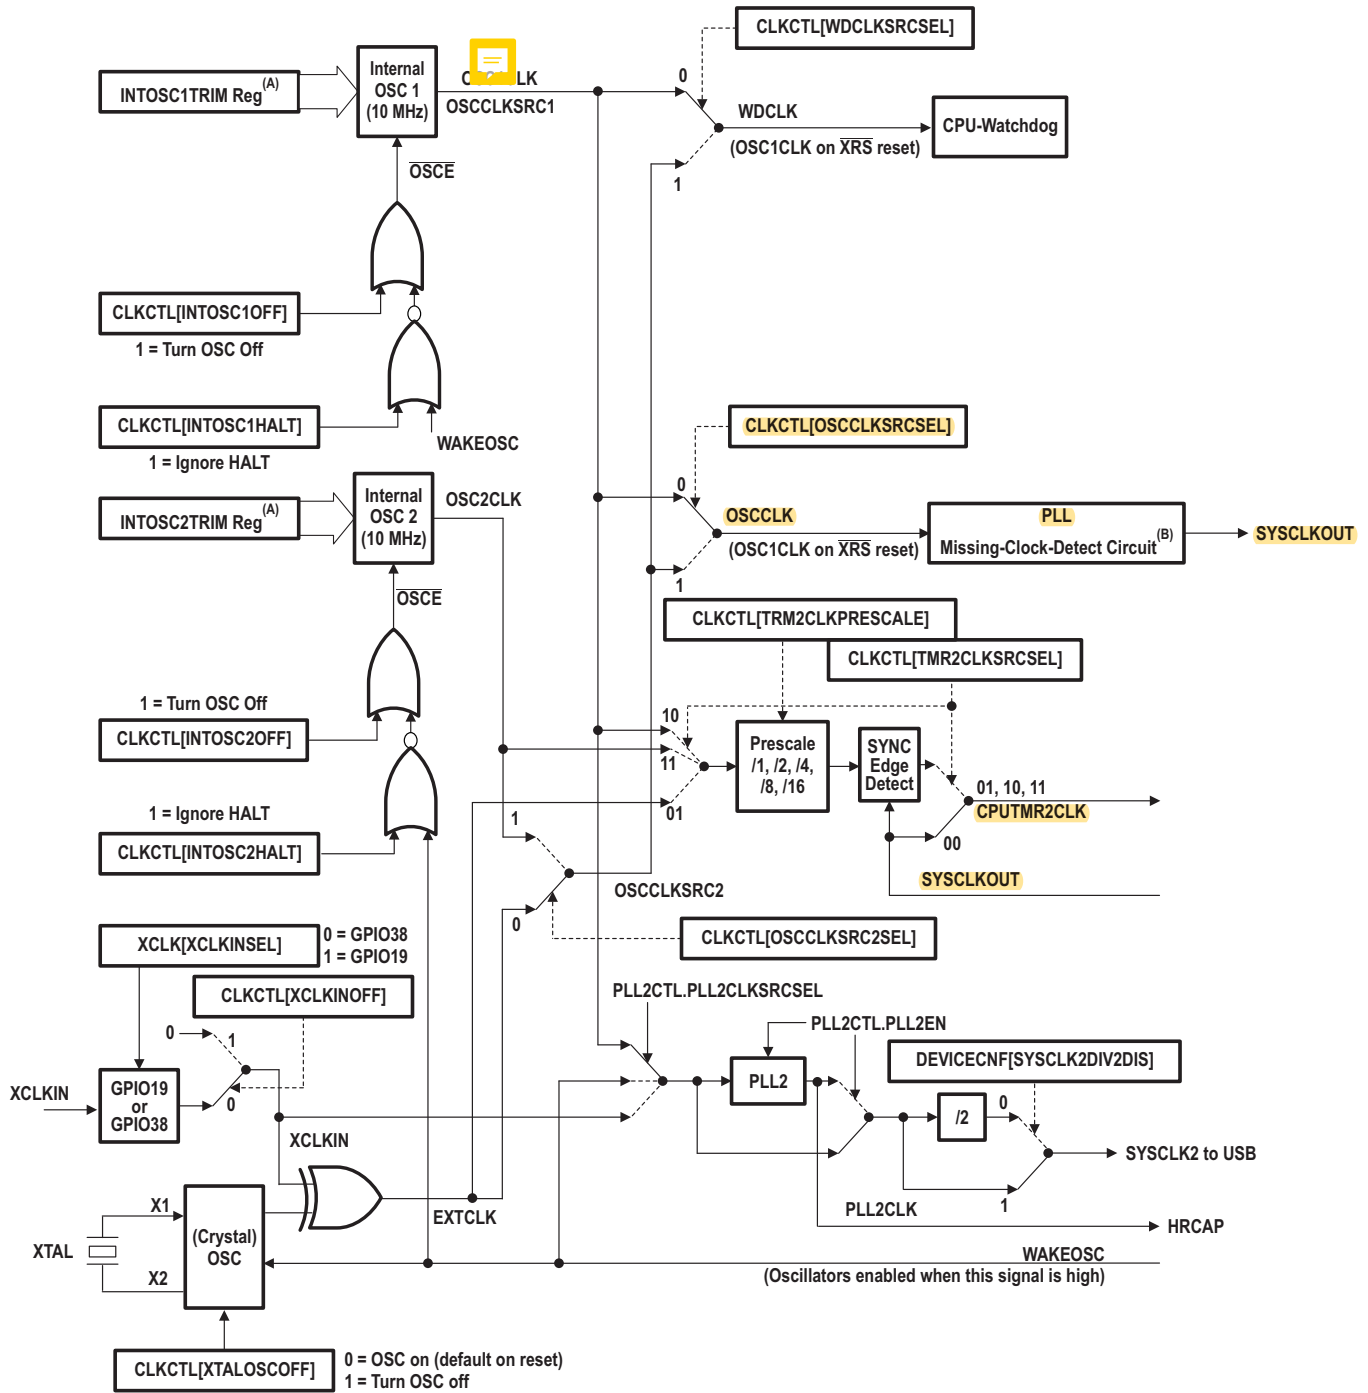 CLKCTL[WDCLKSRCSEL]
Internal
OSC 1
(10 MHz)
INTOSC1TRIM Reg(A)
OSCCLKSRC1
0
WDCLK
CPU-Watchdog
(OSC1CLK on XRS reset)
1
OSCE
CLKCTL[INTOSC1OFF]
1 = Turn OSC Off
CLKCTL[INTOSC1HALT]
1 = Ignore HALT
WAKEOSC
CLKCTL[OSCCLKSRCSEL]
Internal
OSC 2
(10 MHz)
INTOSC2TRIM Reg(A)
OSC2CLK
0
OSCCLK
(OSC1CLK on XRS reset)
1
PLL
Missing-Clock-Detect Circuit(B)
SYSCLKOUT
OSCE
CLKCTL[TRM2CLKPRESCALE]
CLKCTL[TMR2CLKSRCSEL]
1 = Turn OSC Off
CLKCTL[INTOSC2OFF]
10
11
01
Prescale
/1, /2, /4,
/8, /16
SYNC
Edge
Detect
01, 10, 11
CPUTMR2CLK
00
SYSCLKOUT
1 = Ignore HALT
CLKCTL[INTOSC2HALT]
1
OSCCLKSRC2
0
CLKCTL[OSCCLKSRC2SEL]
XCLK[XCLKINSEL]
0 = GPIO38
1 = GPIO19
CLKCTL[XCLKINOFF]
0
1
0
XCLKIN
GPIO19
or
GPIO38
XCLKIN
PLL2CTL.PLL2CLKSRCSEL
PLL2CTL.PLL2EN
PLL2
DEVICECNF[SYSCLK2DIV2DIS]
/2
0
1
SYSCLK2 to USB
PLL2CLK
HRCAP
XTAL
X1
X2
(Crystal)
OSC
EXTCLK
WAKEOSC
(Oscillators enabled when this signal is high)
CLKCTL[XTALOSCOFF]
0 = OSC on (default on reset)
1 = Turn OSC off